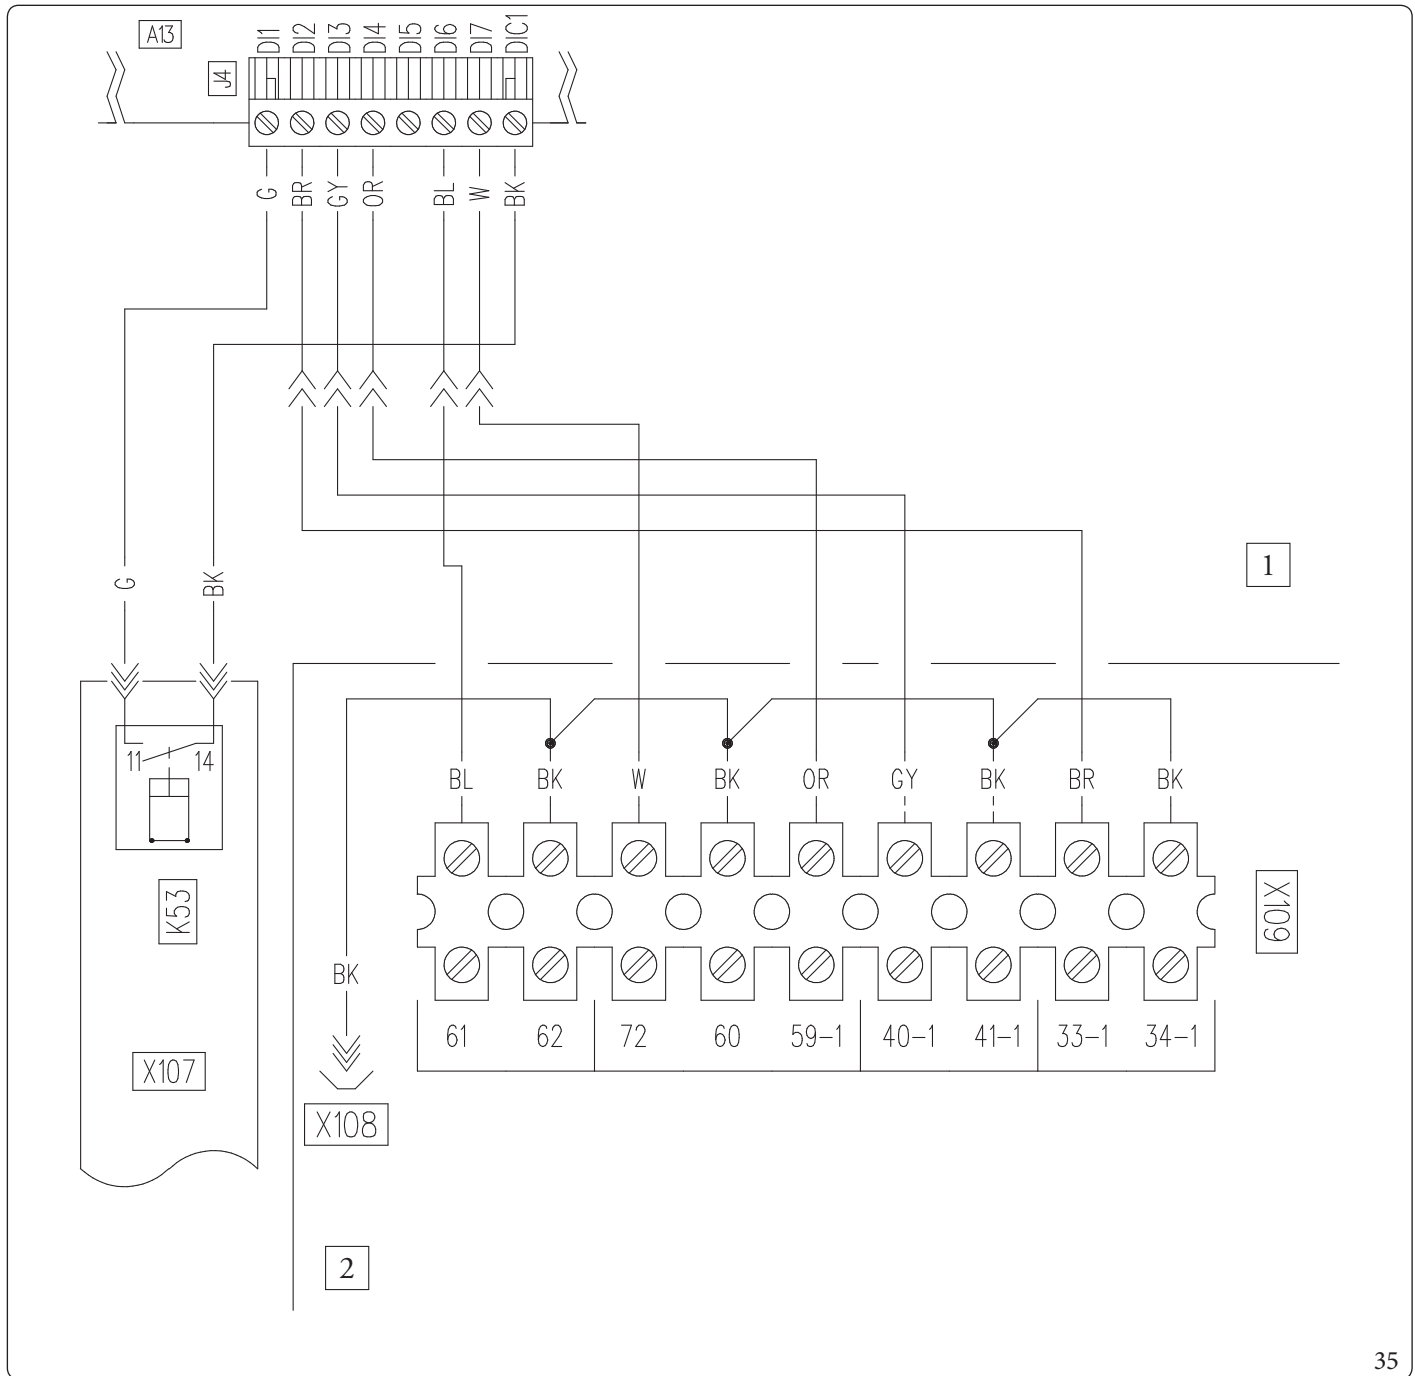 A13
J4
DI1 DI2 DI3 DI4 DI5 DI6 DI7 DIC1
G BR GY OR BL W BK
G BK
1
11 14
BL BK W BK OR GY BK BR BK
K53
X109
BK
61 62 72 60 59-1 40-1 41-1 33-1 34-1
X107
X108
2
35